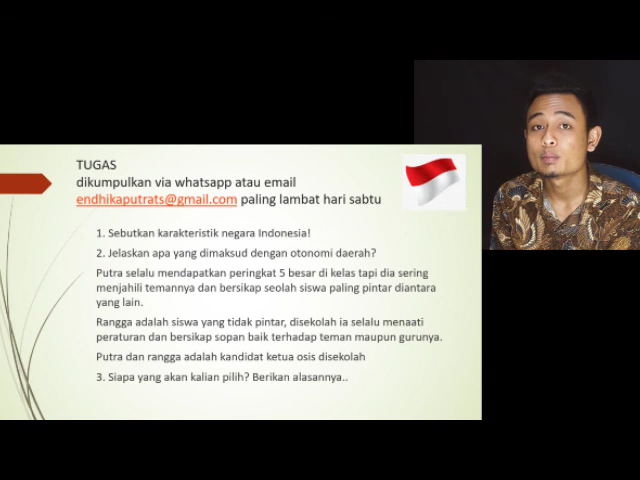 TUGAS
dikumpulkan via whatsapp atau email
endhikaputrats@gmail.com paling lambat hari sabtu
1. Sebutkan karakteristik negara Indonesia!
2. Jelaskan apa yang dimaksud dengan otonomi daerah?
Putra selalu mendapatkan peringkat 5 besar di kelas tapi dia sering
menjahili temannya dan bersikap seolah siswa paling pintar diantara
yang lain.
Rangga adalah siswa yang tidak pintar, disekolah ia selalu menaati
peraturan dan bersikap sopan baik terhadap teman maupun gurunya.
Putra dan rangga adalah kandidat ketua osis disekolah
3. Siapa yang akan kalian pilih? Berikan alasannya..